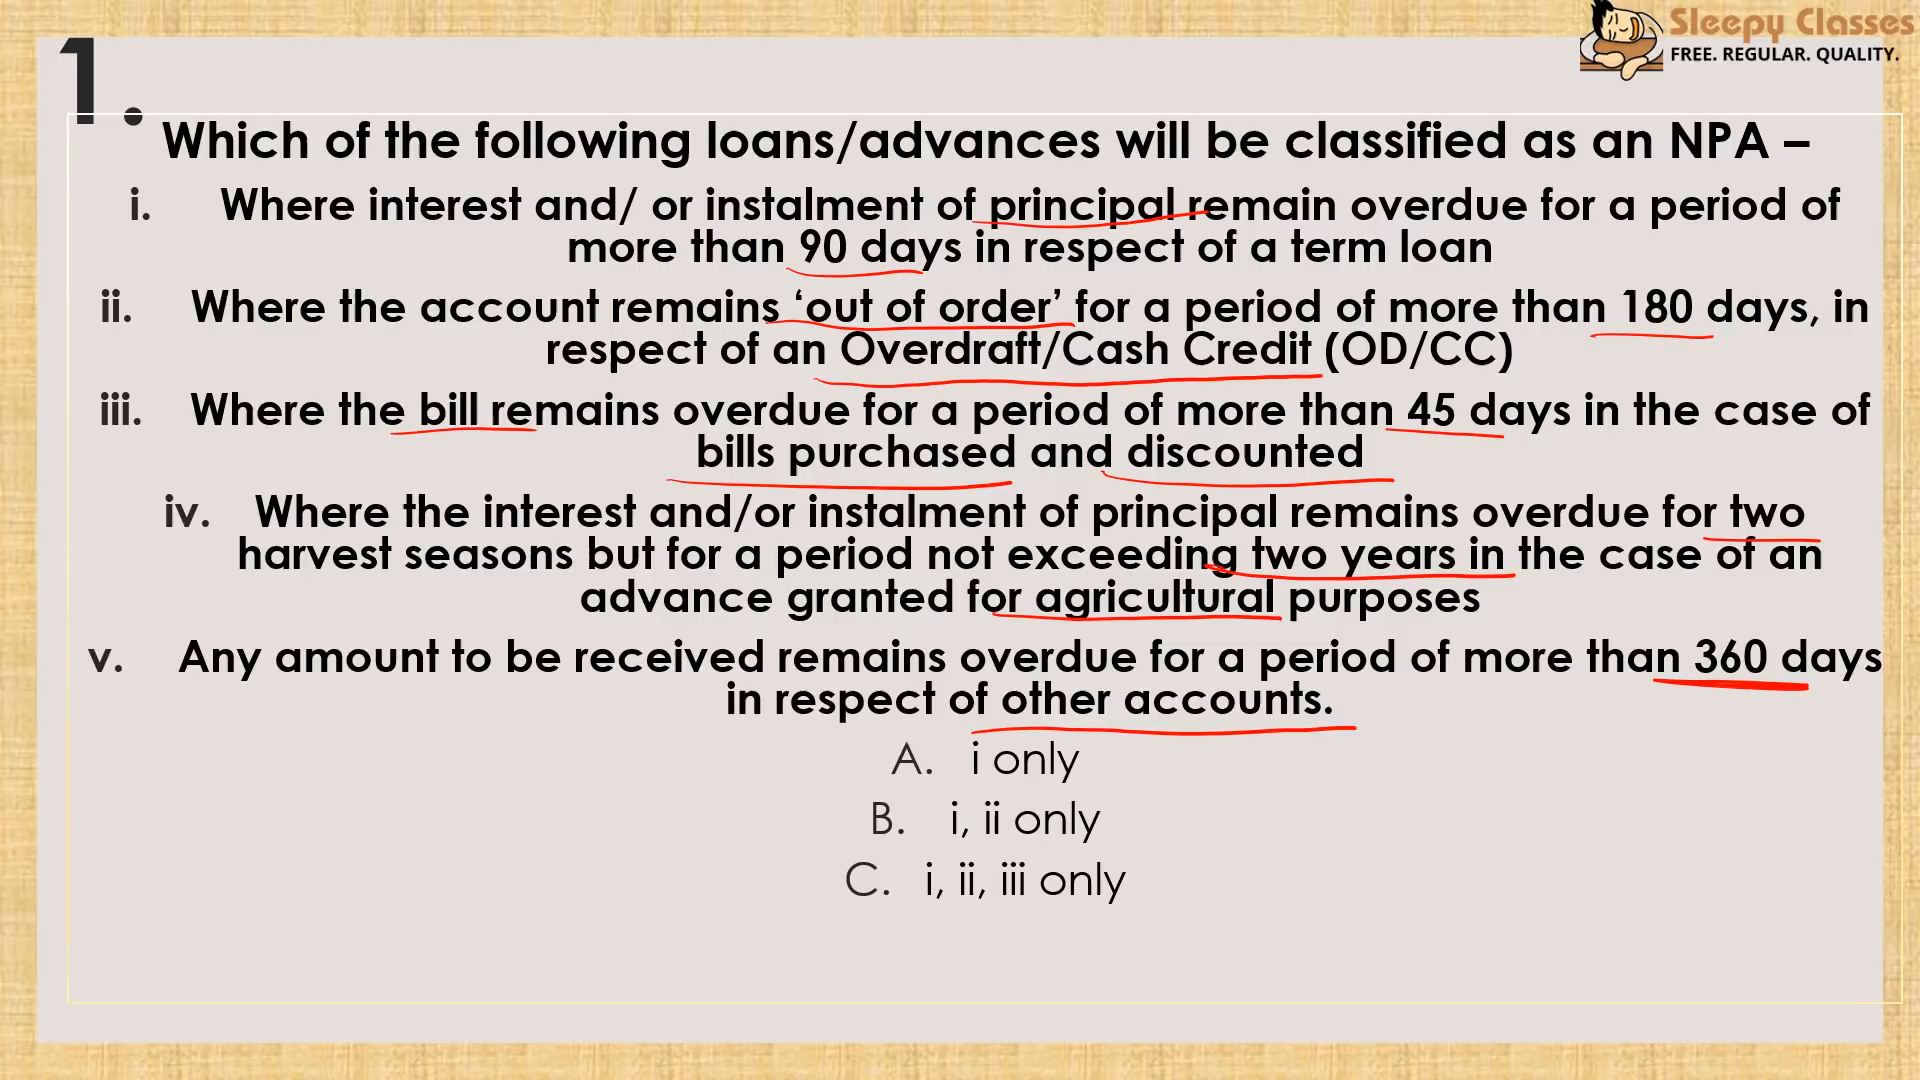 Sleepy Classes
FREE. REGULAR. QUALITY.
1.
Which of the following loans/advances will be classified as an NPA –
i. Where interest and/ or instalment of principal remain overdue for a period of
more than 90 days in respect of a term loan
ii. Where the account remains ‘out of order’ for a period of more than 180 days, in
respect of an Overdraft/Cash Credit (OD/CC)
iii. Where the bill remains overdue for a period of more than 45 days in the case of
bills purchased and discounted
iv. Where the interest and/or instalment of principal remains overdue for two
harvest seasons but for a period not exceeding two years in the case of an
advance granted for agricultural purposes
v. Any amount to be received remains overdue for a period of more than 360 days
in respect of other accounts.
A. i only
B. i, ii only
C. i, ii, iii only